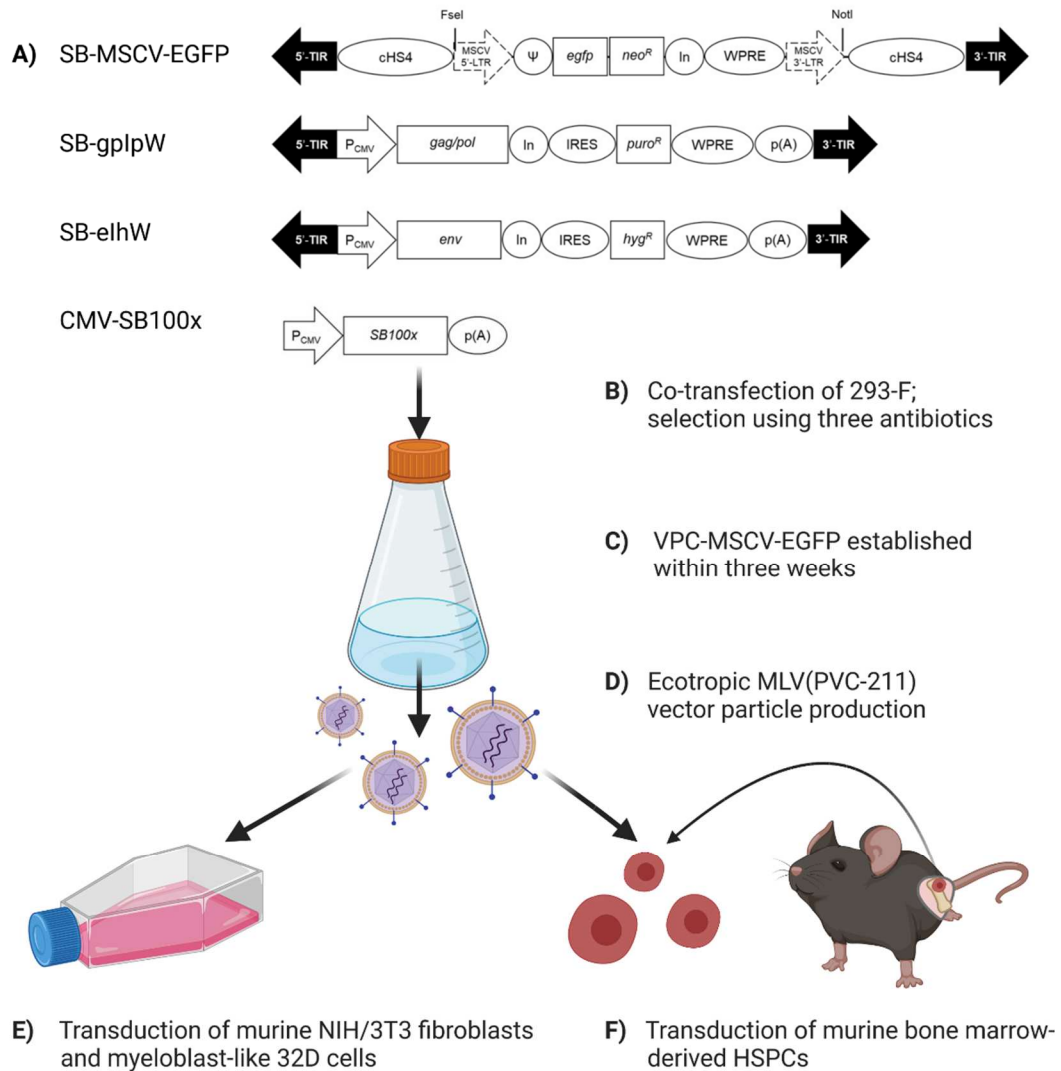 FseI
NotI
A) SB-MSCV-EGFP
5'-TIR
cHS4
MSCV
5'-LTR
Ψ
egfp
neoR
In
WPRE
MSCV
3'-LTR
cHS4
3'-TIR
SB-gpIpW
5'-TIR
PCMV
gag/pol
In
IRES
puroR
WPRE
p(A)
3'-TIR
SB-eIhW
5'-TIR
PCMV
env
In
IRES
hygR
WPRE
p(A)
3'-TIR
CMV-SB100x
PCMV
SB100x
p(A)
B) Co-transfection of 293-F;
selection using three antibiotics
C) VPC-MSCV-EGFP established
within three weeks
D) Ecotropic MLV(PVC-211)
vector particle production
E) Transduction of murine NIH/3T3 fibroblasts
and myeloblast-like 32D cells
F) Transduction of murine bone marrow-
derived HSPCs